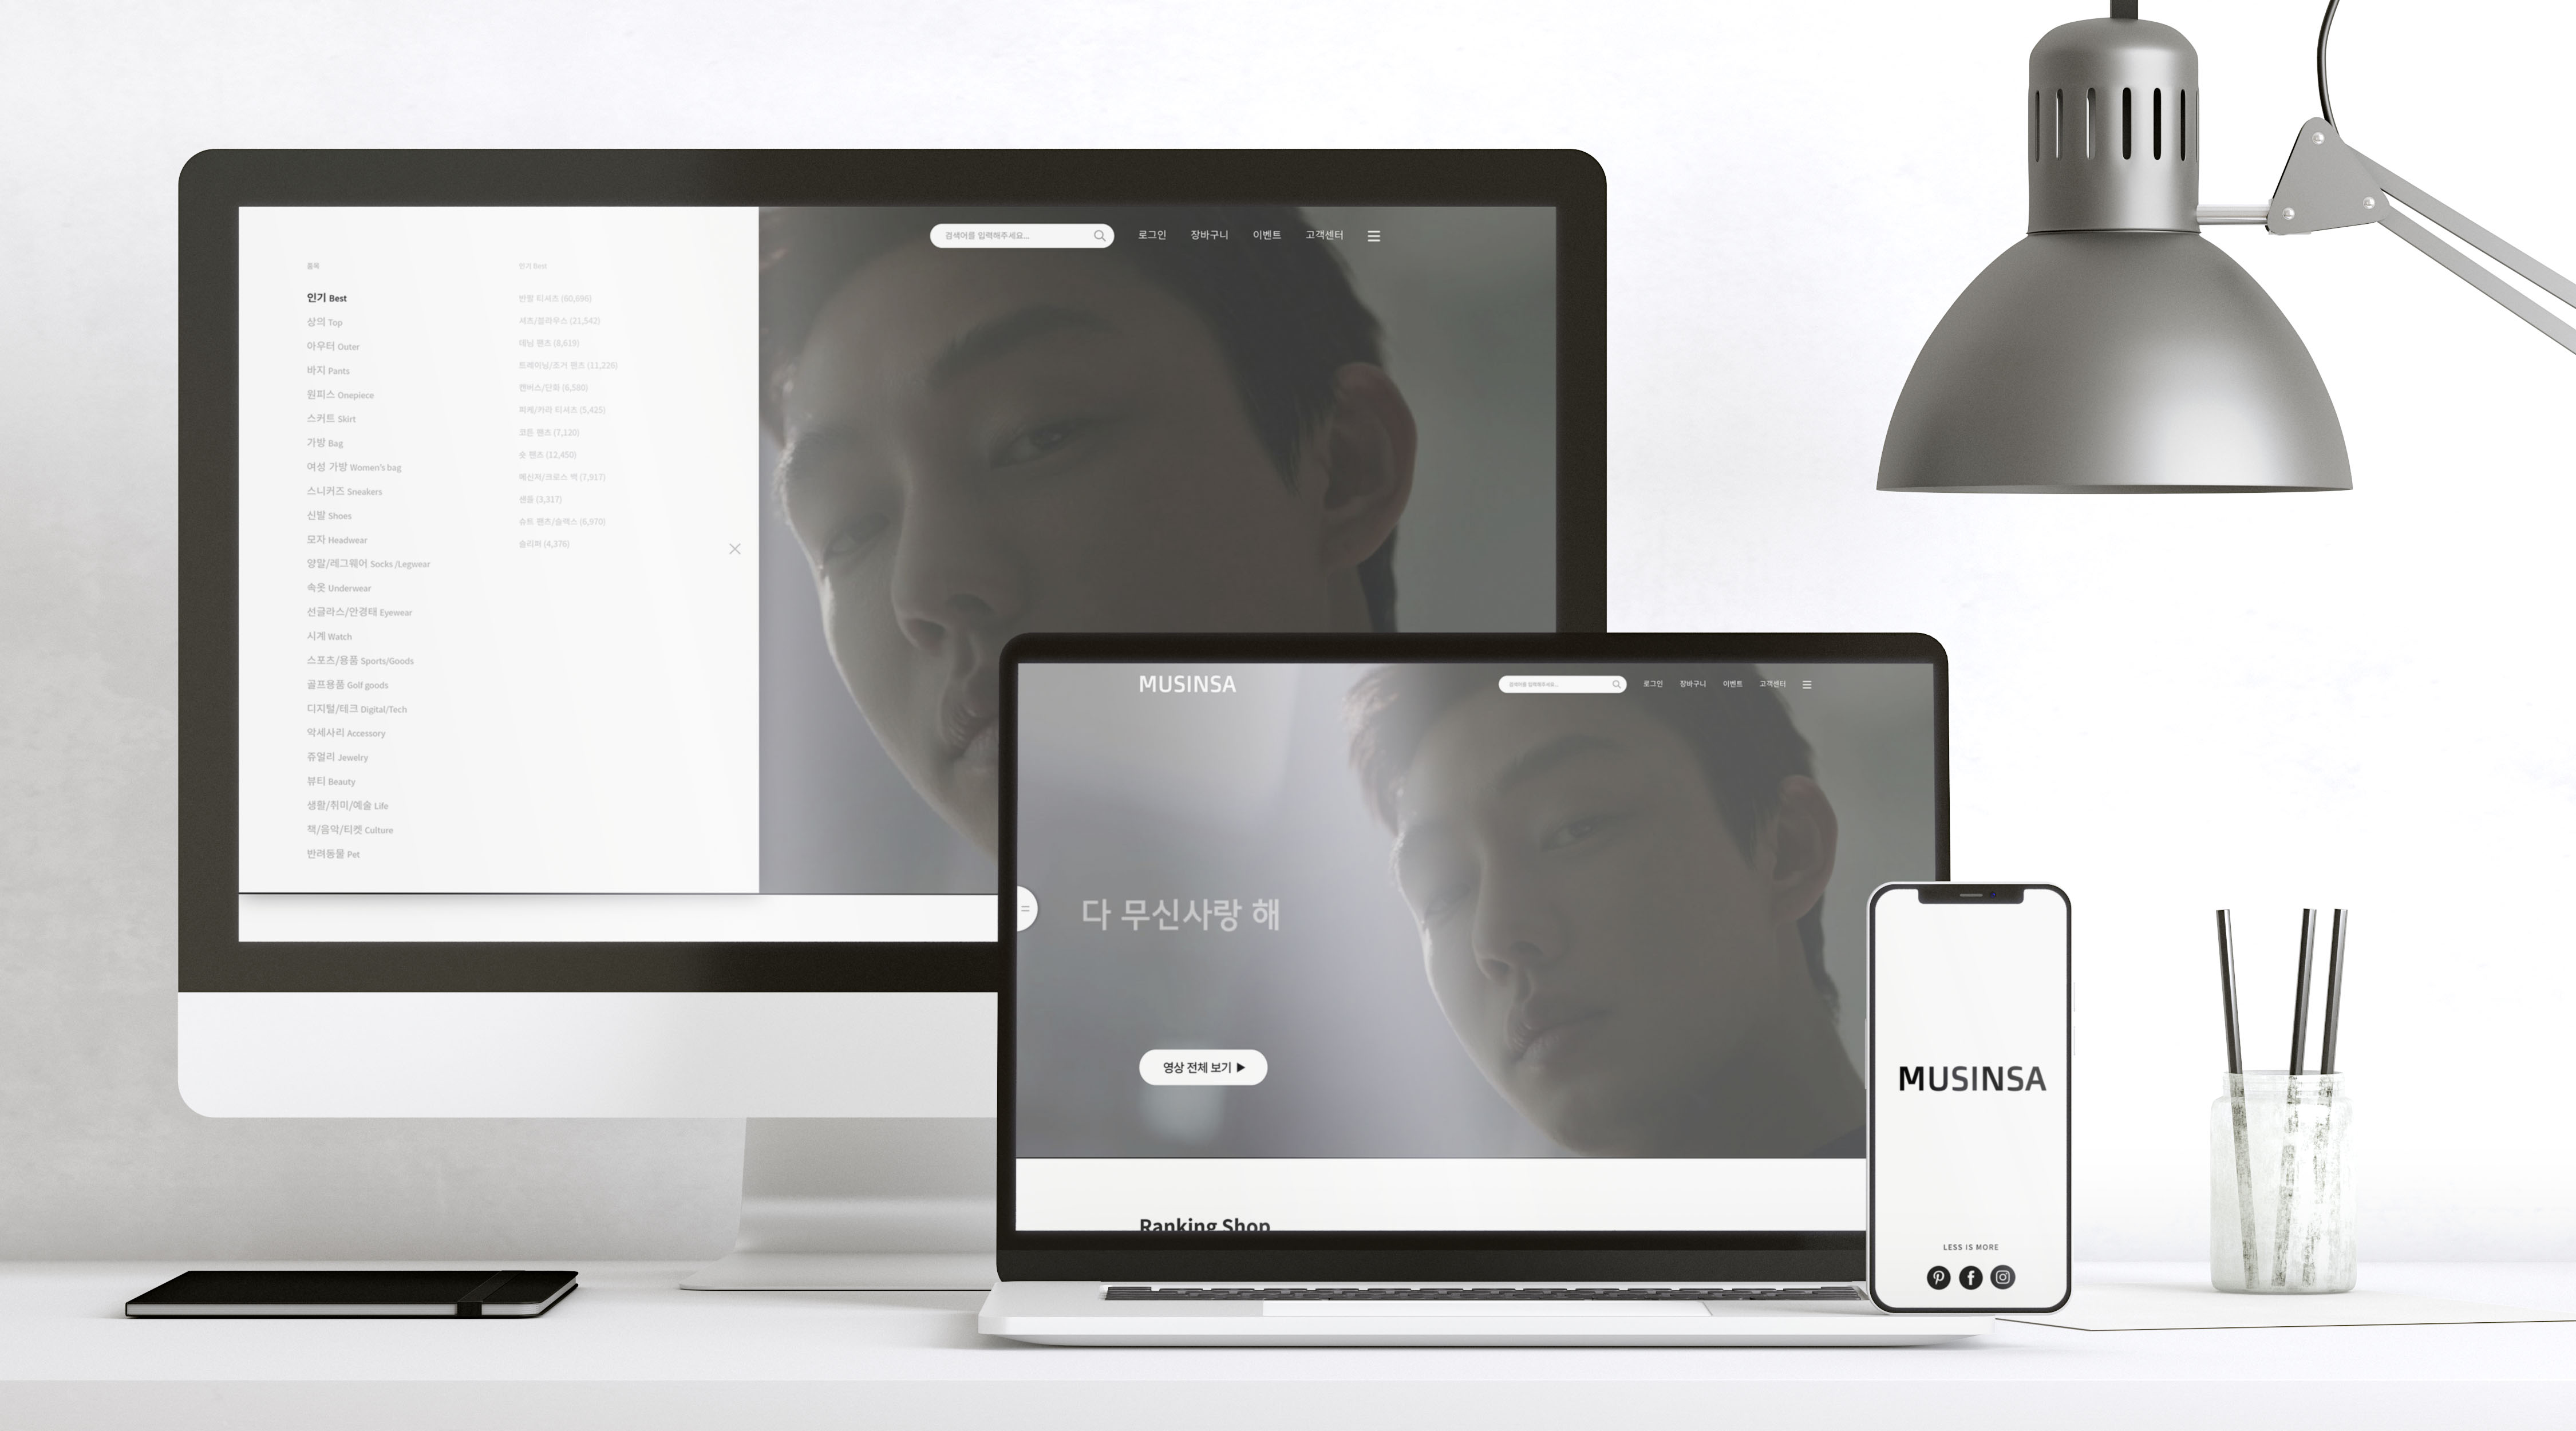 검색어를 입력해주세요...
로그인 장바구니 이벤트 고객센터
품목
인기 Best
상의 Top
아우터 Outer
바지 Pants
원피스 Onepiece
스커트 Skirt
가방 Bag
여성 가방 Women's bag
스니커즈 Sneakers
신발 Shoes
모자 Headwear
양말/레그웨어 Socks /Legwear
속옷 Underwear
선글라스/안경태 Eyewear
시계 Watch
스포츠/용품 Sports/Goods
골프용품 Golf goods
디지털/테크 Digital/Tech
악세사리 Accessory
쥬얼리 Jewelry
뷰티 Beauty
생활/취미/예술 Life
책/음악/티켓 Culture
반려동물 Pet
인기 Best
반팔 티셔츠 (60,696)
셔츠/블라우스 (21,542)
데님 팬츠 (8,619)
트레이닝/조거 팬츠 (11,226)
캔버스/단화 (6,580)
피케/카라 티셔츠 (5,425)
코튼 팬츠 (7,120)
숏 팬츠 (12,450)
메신저/크로스 백 (7,917)
샌들 (3,317)
슈트 팬츠/슬랙스 (6,970)
슬리퍼 (4,376)
MUSINSA
검색어를 입력해주세요...
로그인 장바구니 이벤트 고객센터
다 무신사랑 해
영상 전체 보기
Ranking Shop
MUSINSA
LESS IS MORE